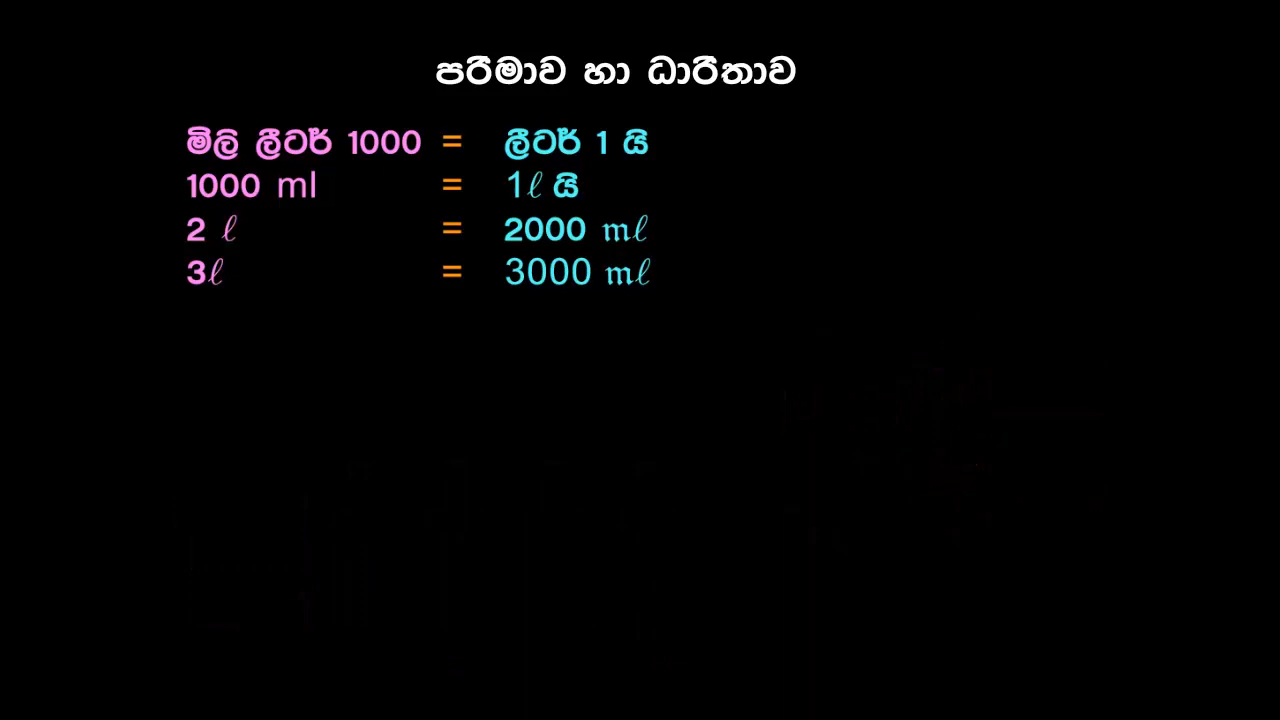 පරිමාව හා ධාරිතාව
මිලි ලීටර් 1000 = ලීටර් 1 යි
1000 ml = 1ℓ යි
2 ℓ = 2000 mℓ
3ℓ = 3000 mℓ